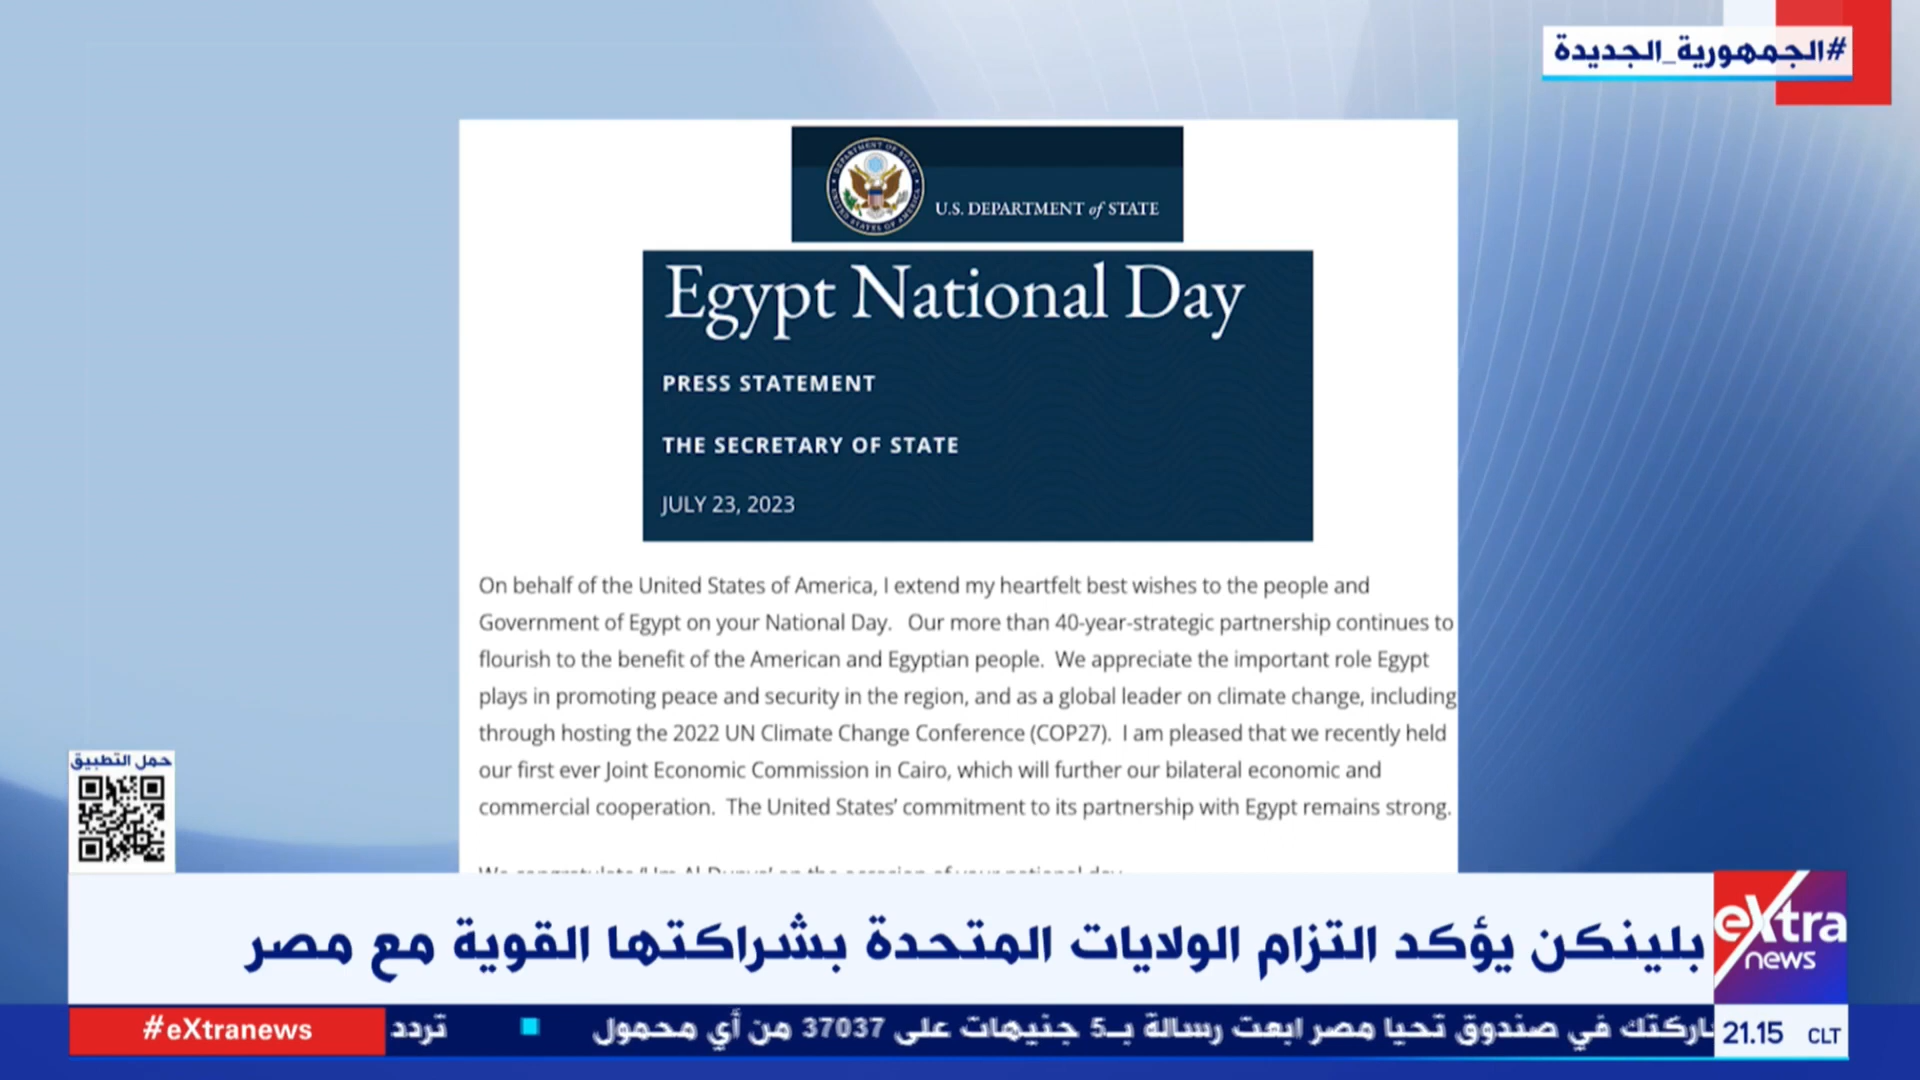 #الجمهورية_الجديدة
U.S. DEPARTMENT of STATE
Egypt National Day
PRESS STATEMENT
THE SECRETARY OF STATE
JULY 23, 2023
On behalf of the United States of America, I extend my heartfelt best wishes to the people and
Government of Egypt on your National Day. Our more than 40-year-strategic partnership continues to
flourish to the benefit of the American and Egyptian people. We appreciate the important role Egypt
plays in promoting peace and security in the region, and as a global leader on climate change, including
through hosting the 2022 UN Climate Change Conference (COP27). I am pleased that we recently held
our first ever Joint Economic Commission in Cairo, which will further our bilateral economic and
commercial cooperation. The United States’ commitment to its partnership with Egypt remains strong.
حمل التطبيق
بلينكن يؤكد التزام الولايات المتحدة بشراكتها القوية مع مصر
eXtra
news
في صندوق تحيا مصر ابعت رسالة بـ5 جنيهات على 37037 من أي محمول
تردد
#eXtranews
21.15 CLT